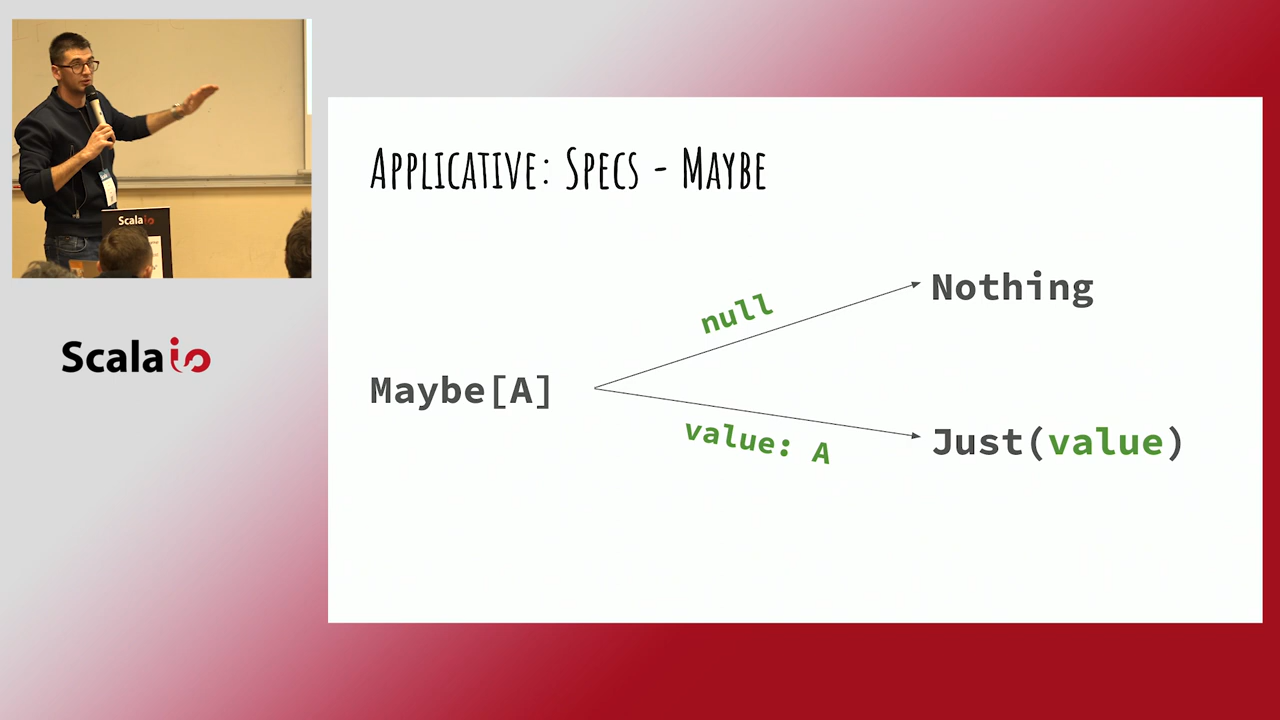 Scalaio
Scalaio
Applicative: Specs - Maybe
null
Nothing
Maybe[A]
value: A
Just(value)